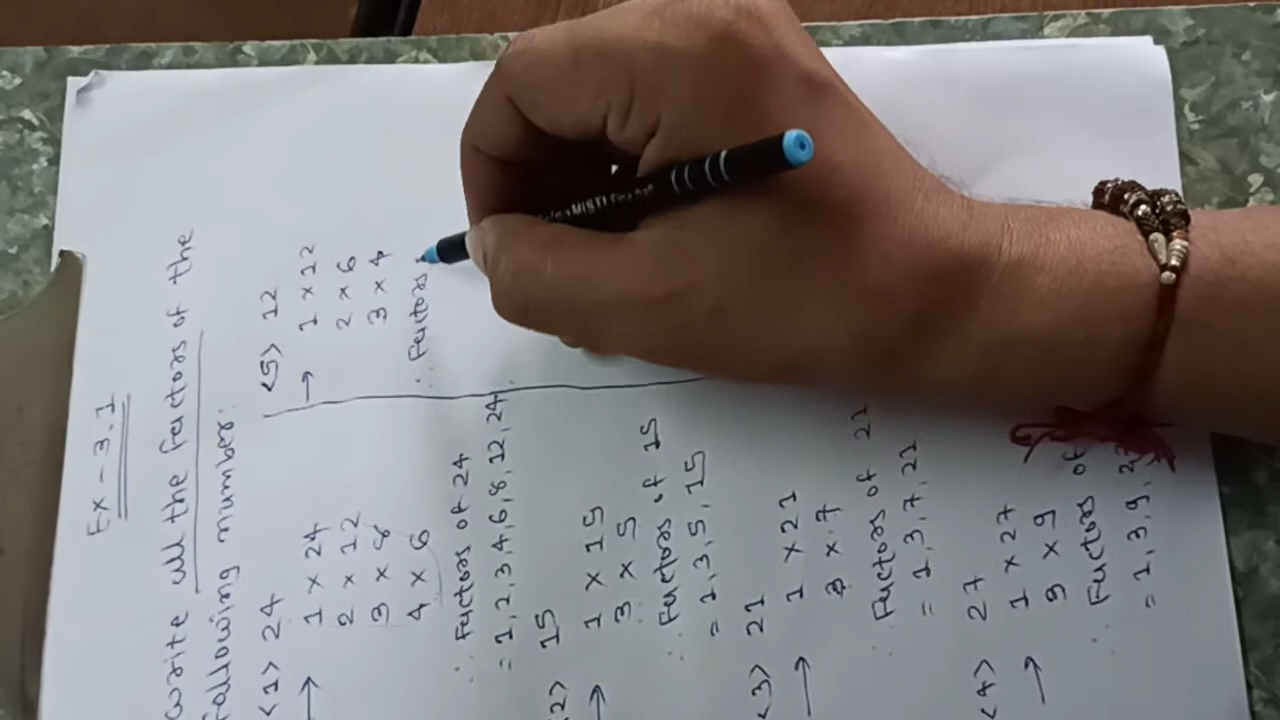 Ex-3.1
write all the factors of the
following number:
<1> 24
→ 1 × 24
2 × 12
3 × 8
4 × 6
∴ Factors of 24
= 1,2,3,4,6,8,12,24
<2> 15
→ 1 × 15
3 × 5
∴ Factors of 15
= 1,3,5,15
<3> 21
→ 1 × 21
3 × 7
∴ Factors of 21
= 1,3,7,21
<4> 27
→ 1 × 27
3 × 9
∴ Factors of
= 1,3,9,
<5> 12
→ 1 × 12
2 × 6
3 × 4
∴ Factors
MISTI